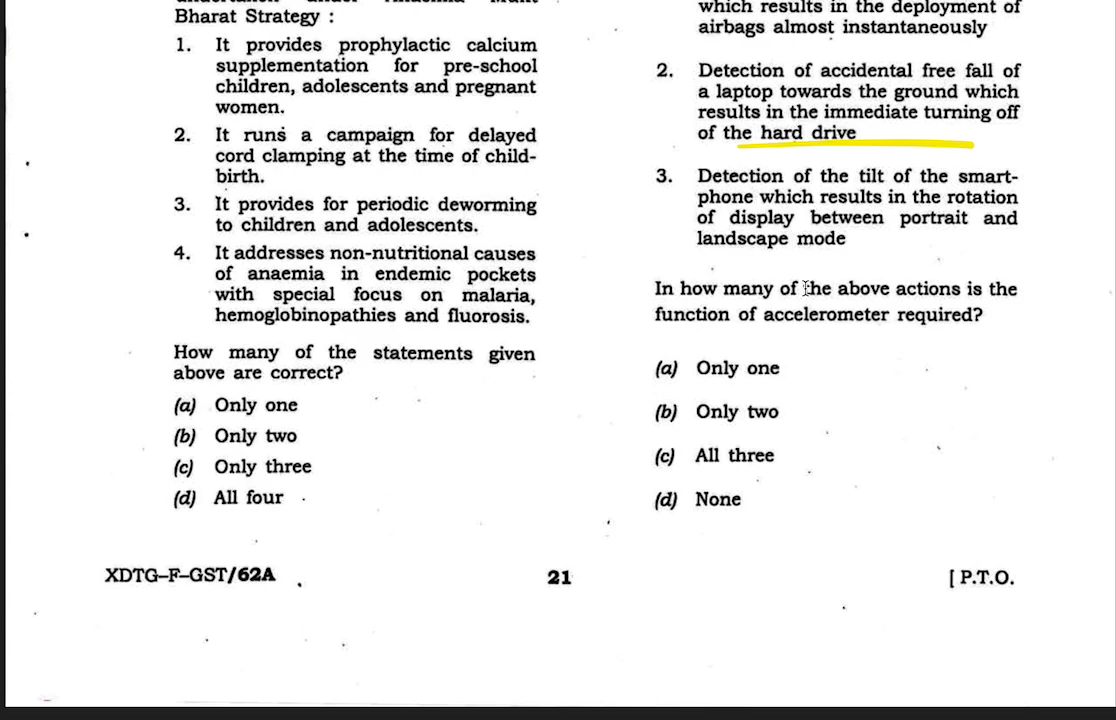 Bharat Strategy :
1. It provides prophylactic calcium
supplementation for pre-school
children, adolescents and pregnant
women.
2. It runs a campaign for delayed
cord clamping at the time of child-
birth.
3. It provides for periodic deworming
to children and adolescents.
4. It addresses non-nutritional causes
of anaemia in endemic pockets
with special focus on malaria,
hemoglobinopathies and fluorosis.
How many of the statements given
above are correct?
(a) Only one
(b) Only two
(c) Only three
(d) All four
which results in the deployment of
airbags almost instantaneously
2. Detection of accidental free fall of
a laptop towards the ground which
results in the immediate turning off
of the hard drive
3. Detection of the tilt of the smart-
phone which results in the rotation
of display between portrait and
landscape mode
In how many of the above actions is the
function of accelerometer required?
(a) Only one
(b) Only two
(c) All three
(d) None
XDTG-F-GST/62A
21
[ P.T.O.